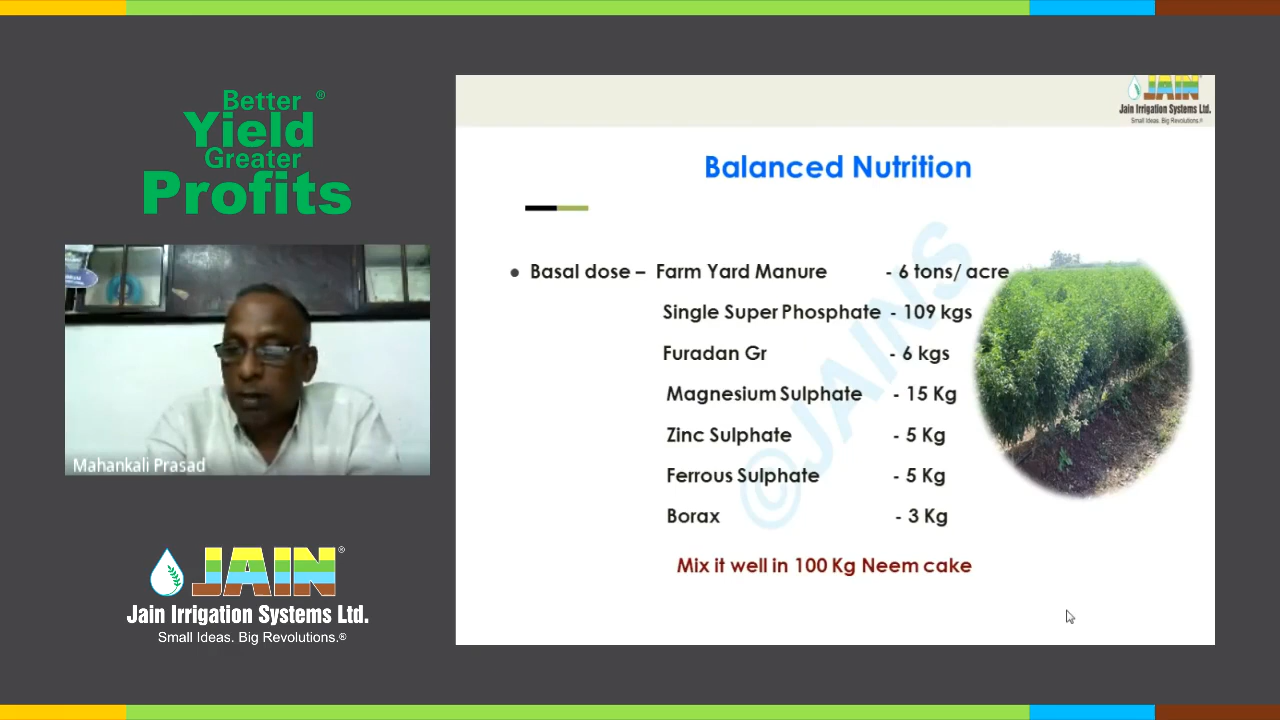 Better ®
Yield
Greater
Profits
Mahankali Prasad
JAIN®
Jain Irrigation Systems Ltd.
Small Ideas. Big Revolutions.®
JAIN
Jain Irrigation Systems Ltd.
Small Ideas. Big Revolutions.®
Balanced Nutrition
• Basal dose – Farm Yard Manure - 6 tons/ acre
Single Super Phosphate - 109 kgs
Furadan Gr - 6 kgs
Magnesium Sulphate - 15 Kg
Zinc Sulphate - 5 Kg
Ferrous Sulphate - 5 Kg
Borax - 3 Kg
Mix it well in 100 Kg Neem cake
©JAINS